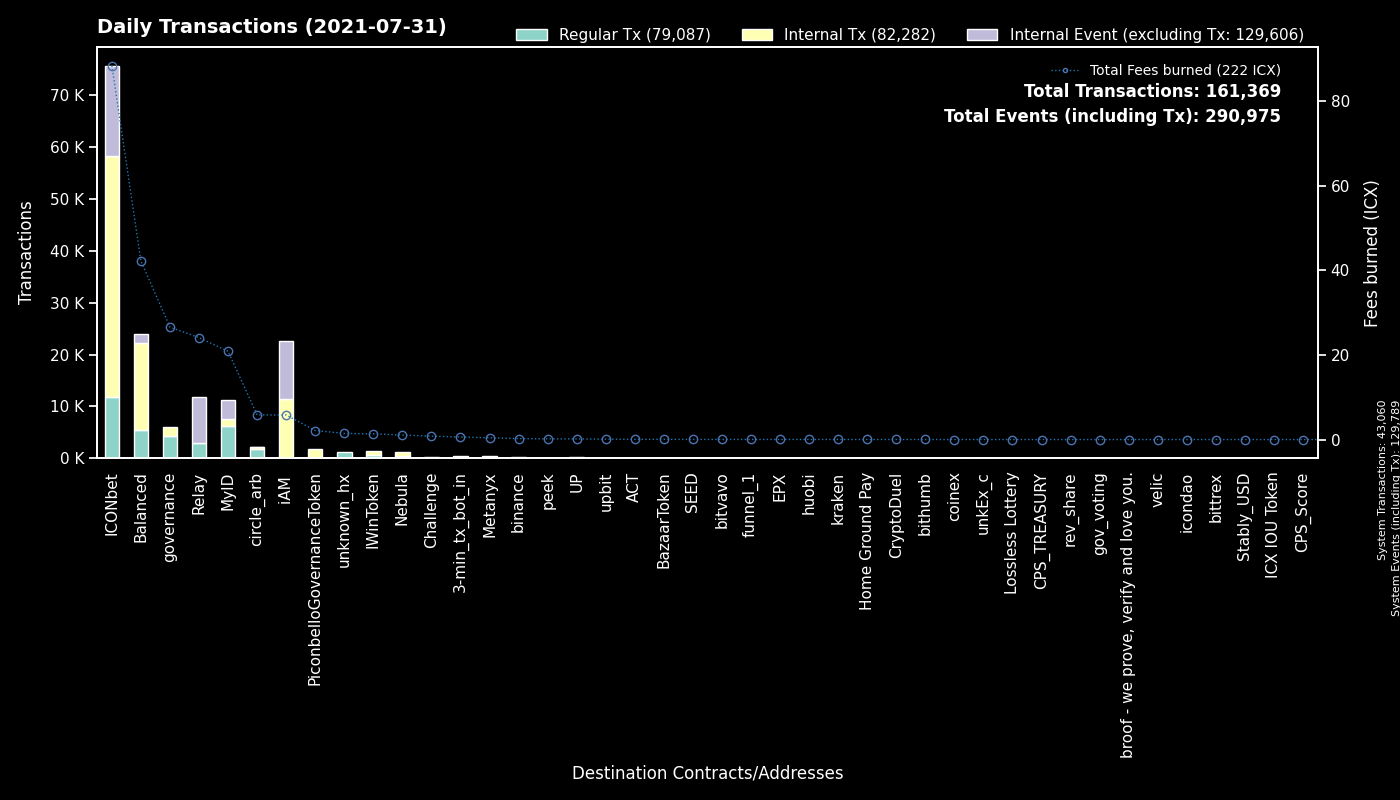 Daily Transactions (2021-07-31)
Regular Tx (79,087)
Internal Tx (82,282)
Internal Event (excluding Tx: 129,606)
Total Fees burned (222 ICX)
Total Transactions: 161,369
Total Events (including Tx): 290,975
Transactions
70 K
60 K
50 K
40 K
30 K
20 K
10 K
0 K
80
60
40
20
0
Fees burned (ICX)
System Transactions: 43,060
System Events (including Tx): 129,789
ICONbet
Balanced
governance
Relay
MyID
circle_arb
iAM
PiconbelloGovernanceToken
unknown_hx
IWinToken
Nebula
Challenge
3-min_tx_bot_in
Metanyx
binance
peek
UP
upbit
ACT
BazaarToken
SEED
bitvavo
funnel_1
EPX
huobi
kraken
Home Ground Pay
CryptoDuel
bithumb
coinex
unkEx_c
Lossless Lottery
CPS_TREASURY
rev_share
gov_voting
broof - we prove, verify and love you.
velic
icondao
bittrex
Stably_USD
ICX IOU Token
CPS_Score
Destination Contracts/Addresses